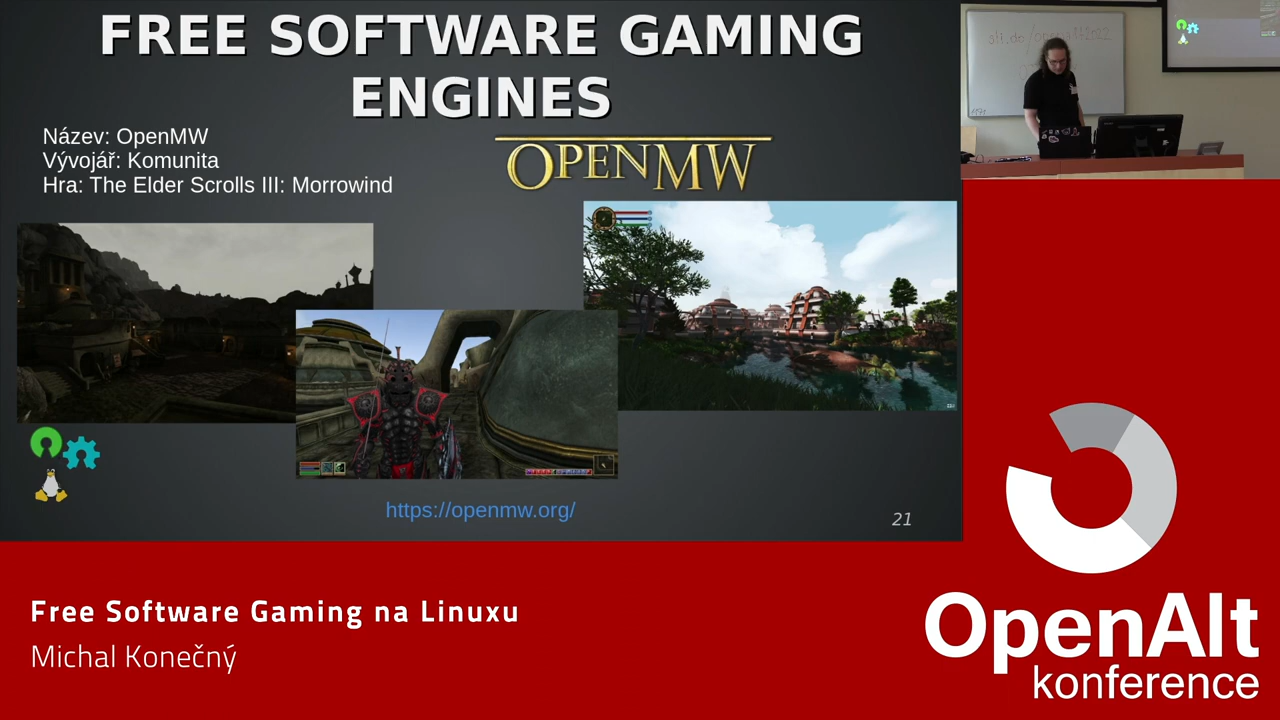 FREE SOFTWARE GAMING
ENGINES
Název: OpenMW
Vývojář: Komunita
Hra: The Elder Scrolls III: Morrowind
OPENMW
https://openmw.org/
21
Free Software Gaming na Linuxu
Michal Konečný
OpenAlt
konference